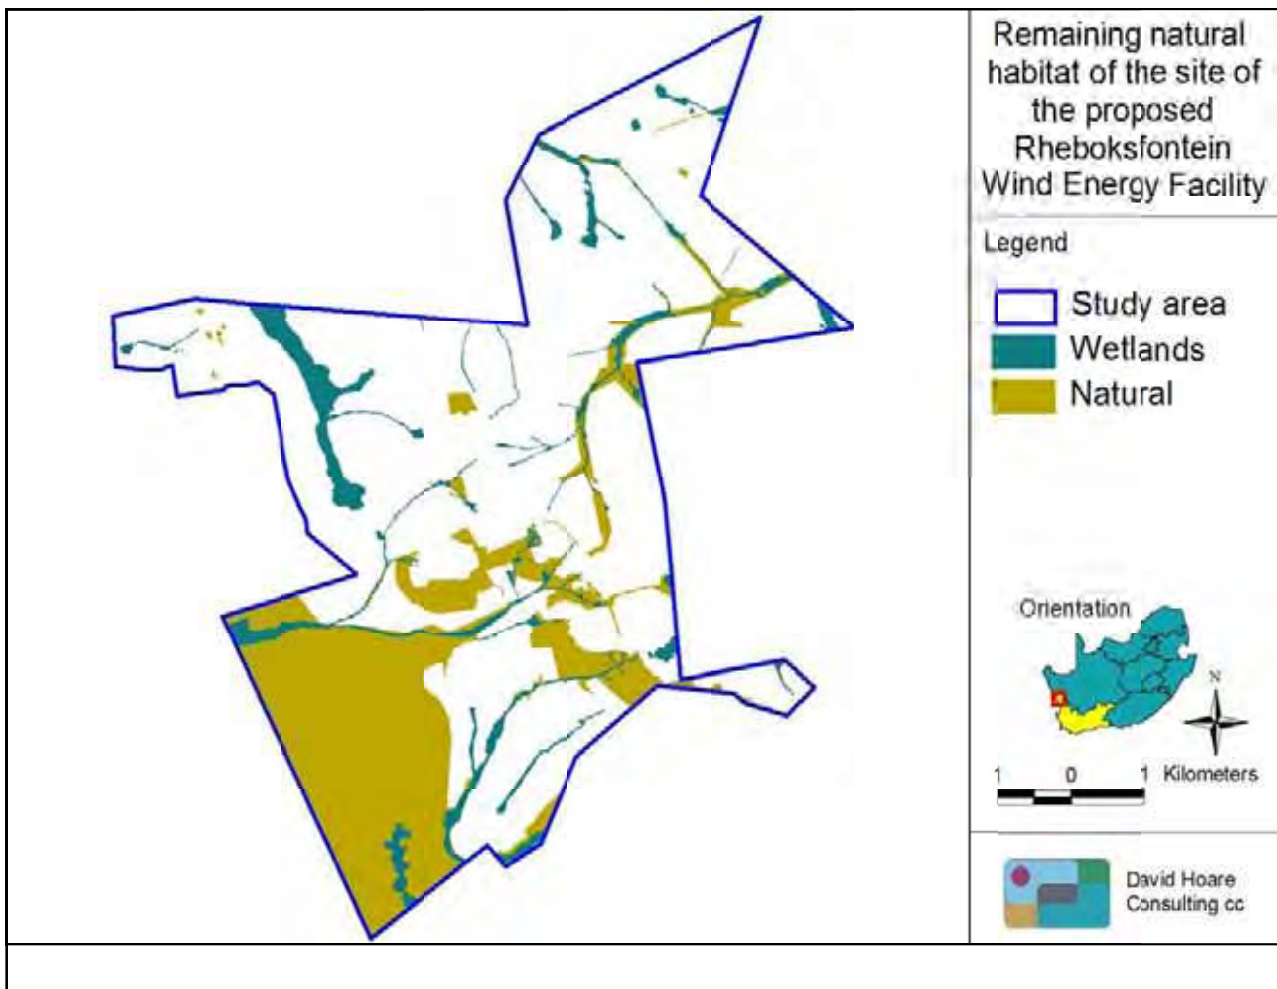 Remaining natural
habitat of the site of
the proposed
Rheboksfontein
Wind Energy Facility
Legend
Study area
Wetlands
Natural
Orientation
N
1 0 1 Kilometers
David Hoare
Consulting cc